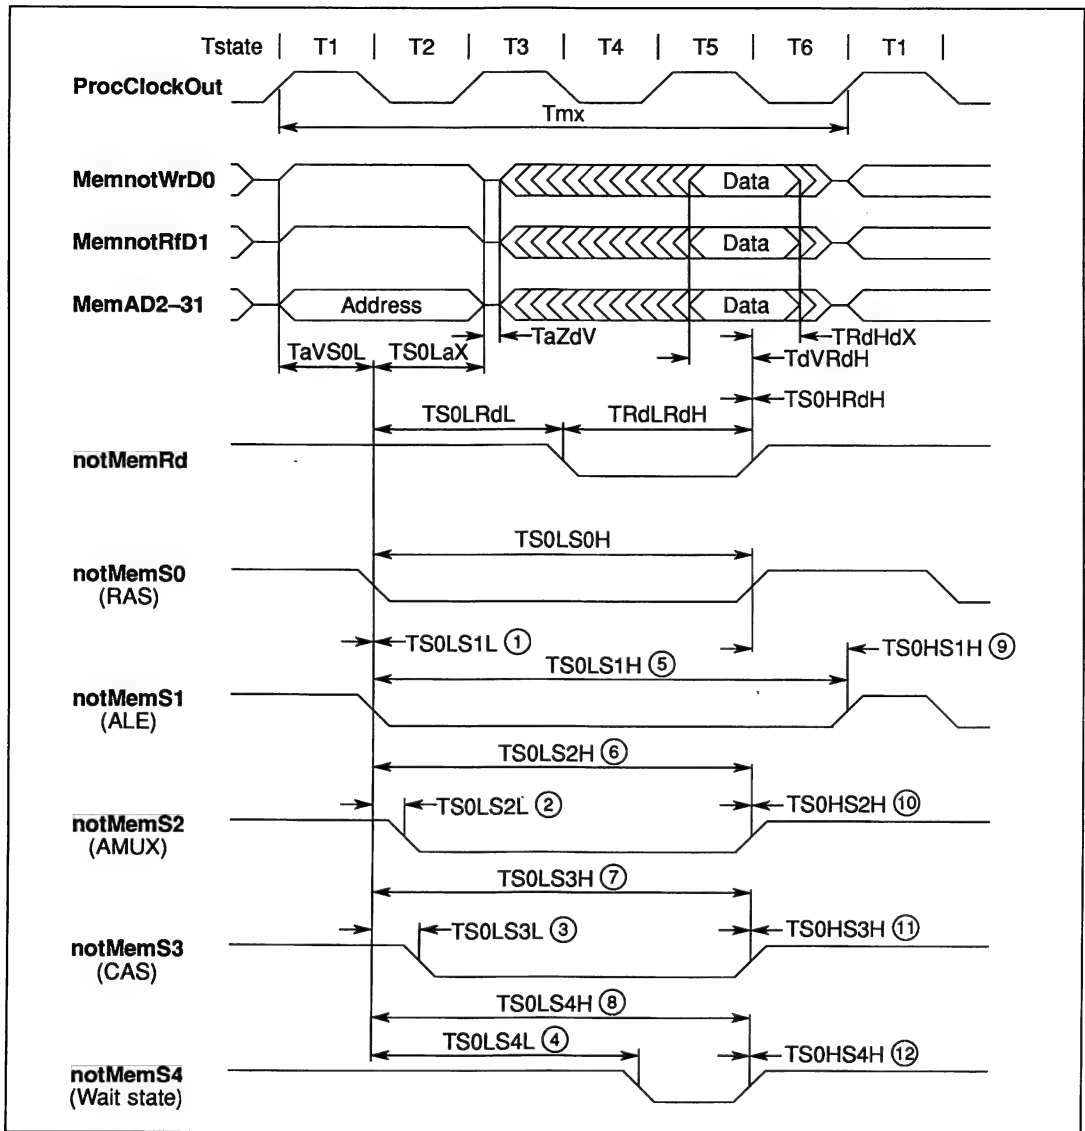 Tstate | T1 | T2 | T3 | T4 | T5 | T6 | T1 |
ProcClockOut
Tmx
MemnotWrD0
Data
MemnotRfD1
Data
MemAD2–31
Address
Data
TaZdV
TRdHdX
TaVS0L
TS0LaX
TdVRdH
TS0HRdH
TS0LRdL
TRdLRdH
notMemRd
TS0LS0H
notMemS0
(RAS)
TS0LS1L ①
TS0HS1H ⑨
TS0LS1H ⑤
notMemS1
(ALE)
TS0LS2H ⑥
TS0LS2L ②
TS0HS2H ⑩
notMemS2
(AMUX)
TS0LS3H ⑦
TS0LS3L ③
TS0HS3H ⑪
notMemS3
(CAS)
TS0LS4H ⑧
TS0LS4L ④
TS0HS4H ⑫
notMemS4
(Wait state)